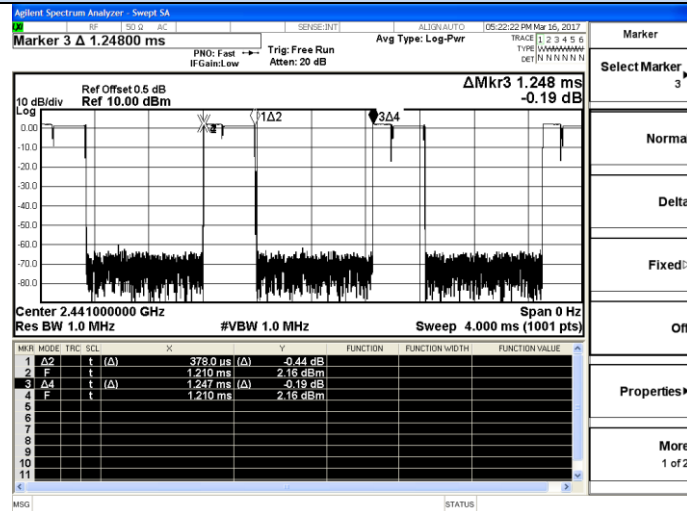 Agilent Spectrum Analyzer - Swept SA
RF 50 Ω AC SENSE:INT ALIGNAUTO 05:22:22 PM Mar 16, 2017
Marker 3 Δ 1.24800 ms
PNO: Fast Trig: Free Run
IFGain:Low Atten: 20 dB
Avg Type: Log-Pwr
TRACE 1 2 3 4 5 6
TYPE WWWWWW
DET N N N N N N
Ref Offset 0.5 dB
10 dB/div Ref 10.00 dBm
Log
ΔMkr3 1.248 ms
-0.19 dB
1Δ2
3Δ4
0.00
-10.0
-20.0
-30.0
-40.0
-50.0
-60.0
-70.0
-80.0
Center 2.441000000 GHz Span 0 Hz
Res BW 1.0 MHz #VBW 1.0 MHz Sweep 4.000 ms (1001 pts)
MKR MODE TRC SCL X Y FUNCTION FUNCTION WIDTH FUNCTION VALUE
1 Δ2 t (Δ) 378.0 µs (Δ) -0.44 dB
2 F t 1.210 ms 2.16 dBm
3 Δ4 t (Δ) 1.247 ms (Δ) -0.19 dB
4 F t 1.210 ms 2.16 dBm
5
6
7
8
9
10
11
MSG STATUS
Marker
Select Marker
3
Norma
Delta
Fixed
Off
Properties
More
1 of 2